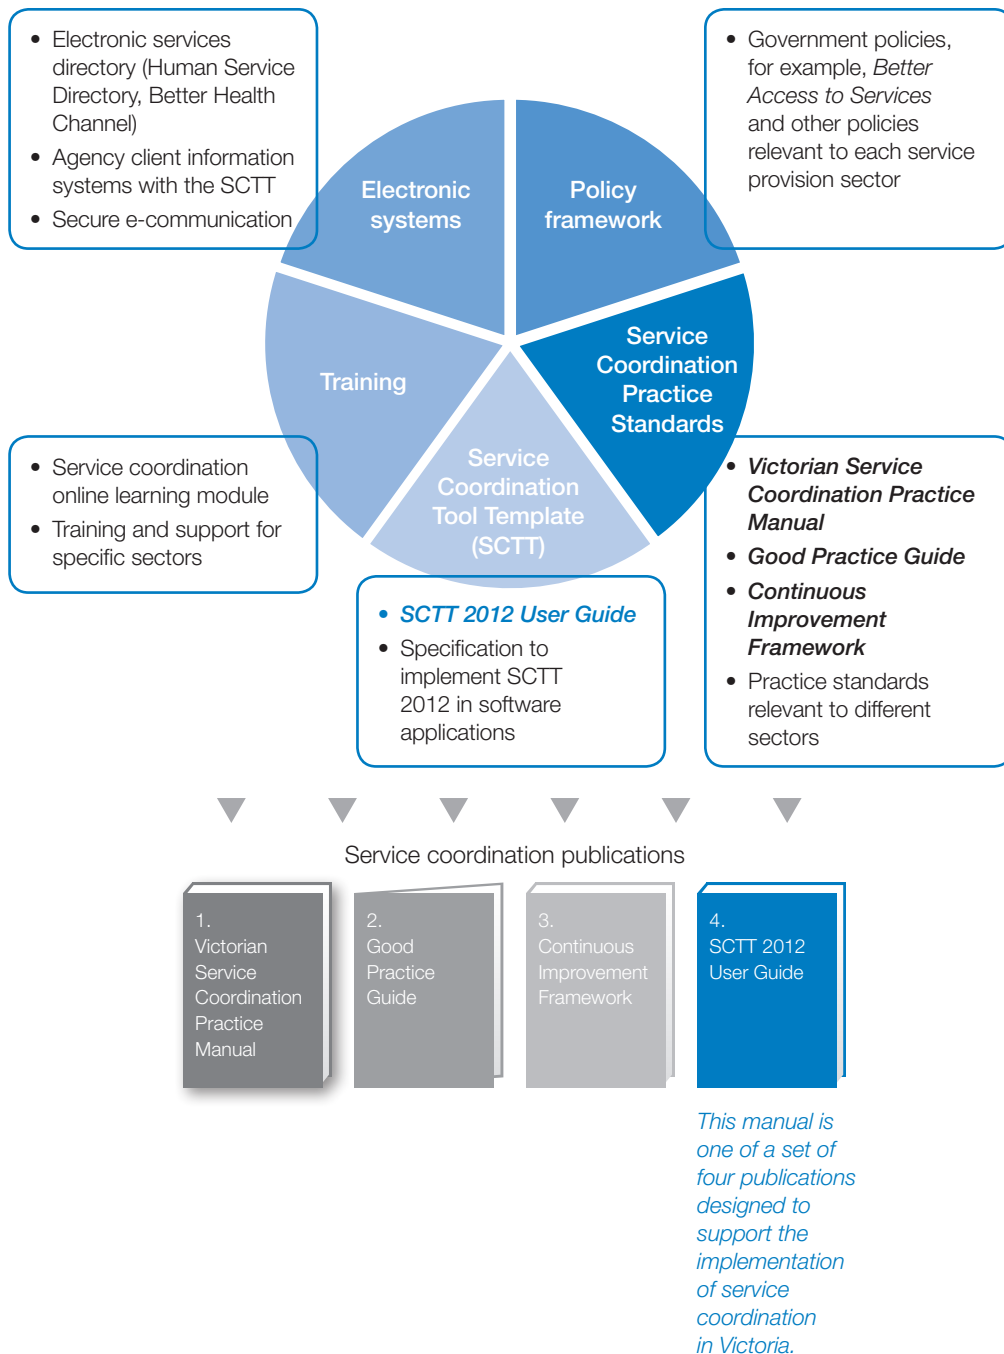 • Electronic services
directory (Human Service
Directory, Better Health
Channel)
• Agency client information
systems with the SCTT
• Secure e-communication
• Government policies,
for example, Better
Access to Services
and other policies
relevant to each service
provision sector
Electronic
systems
Policy
framework
Service
Coordination
Practice
Standards
Training
Service
Coordination
Tool Template
(SCTT)
• Service coordination
online learning module
• Training and support for
specific sectors
• SCTT 2012 User Guide
• Specification to
implement SCTT
2012 in software
applications
• Victorian Service
Coordination Practice
Manual
• Good Practice Guide
• Continuous
Improvement
Framework
• Practice standards
relevant to different
sectors
Service coordination publications
1.
Victorian
Service
Coordination
Practice
Manual
2.
Good
Practice
Guide
3.
Continuous
Improvement
Framework
4.
SCTT 2012
User Guide
This manual is
one of a set of
four publications
designed to
support the
implementation
of service
coordination
in Victoria.